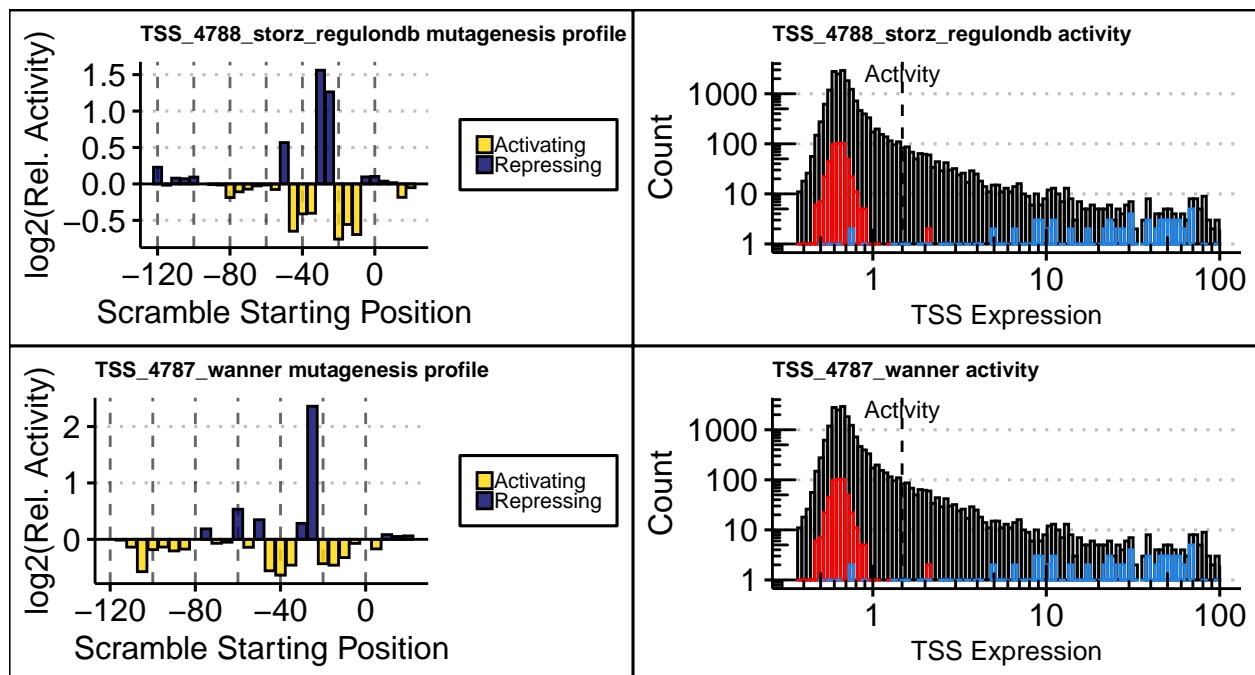 TSS_4788_storz_regulondb mutagenesis profile
log2(Rel. Activity)
1.5
1.0
0.5
0.0
−0.5
−120
−80
−40
0
Scramble Starting Position
Activating
Repressing
TSS_4788_storz_regulondb activity
Activity
Count
1000
100
10
1
1
10
100
TSS Expression
TSS_4787_wanner mutagenesis profile
log2(Rel. Activity)
2
1
0
−120
−80
−40
0
Scramble Starting Position
Activating
Repressing
TSS_4787_wanner activity
Activity
Count
1000
100
10
1
1
10
100
TSS Expression